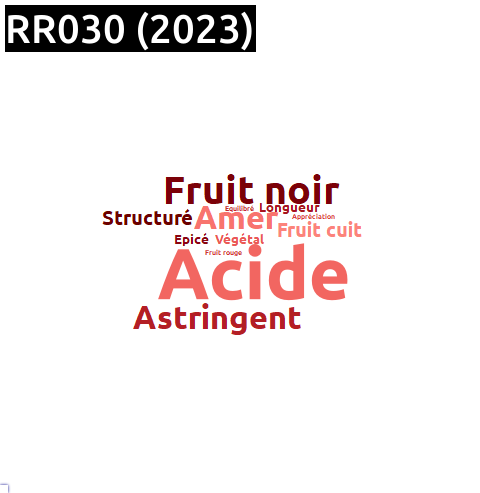 RR030 (2023)
Fruit noir
Equilibré Longueur
Structuré Amer Appréciation
Fruit cuit
Epicé Végétal
Fruit rouge
Acide
Astringent